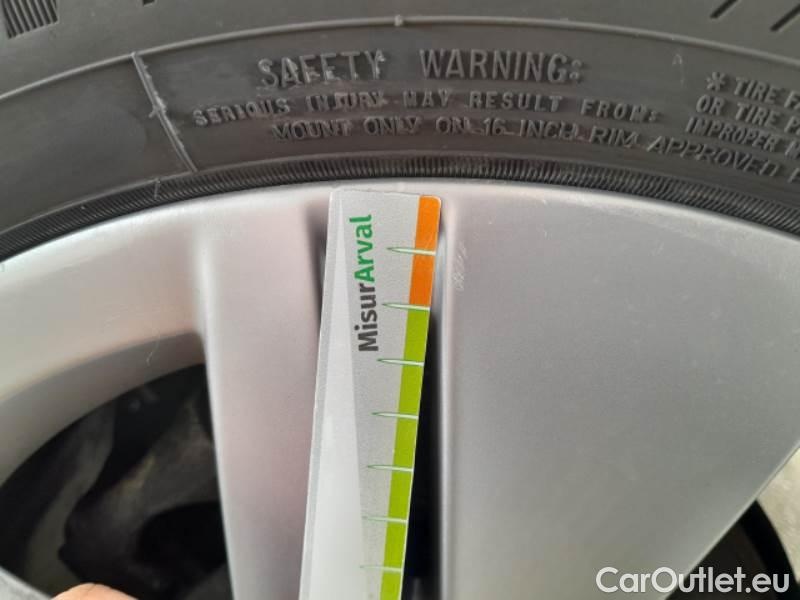 SAFETY WARNING:
SERIOUS INJURY MAY RESULT FROM:
MOUNT ONLY ON 16 INCH RIM APPROVED
* TIRE
OR TIRE
IMPROPER
MisurArval
CarOutlet.eu